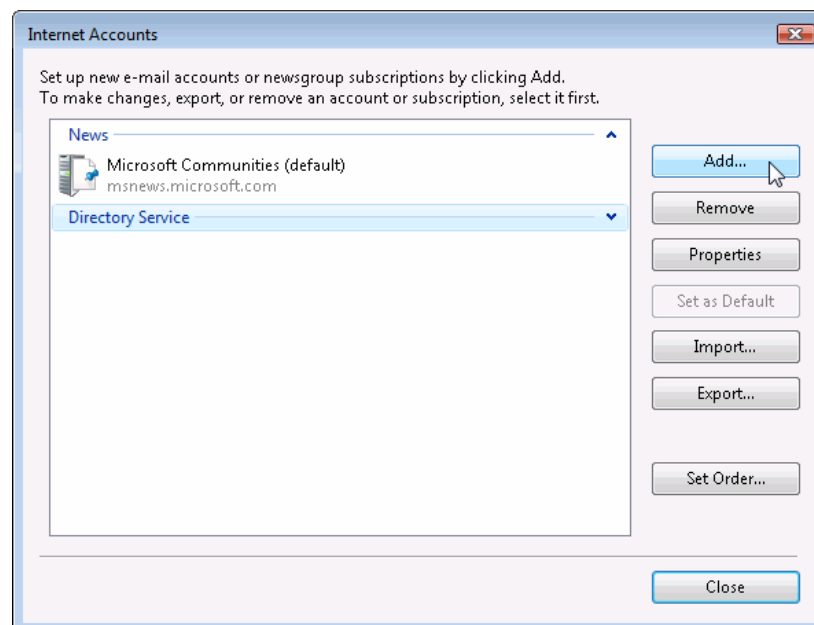 Internet Accounts
Set up new e-mail accounts or newsgroup subscriptions by clicking Add.
To make changes, export, or remove an account or subscription, select it first.
News
Microsoft Communities (default)
msnews.microsoft.com
Directory Service
Add...
Remove
Properties
Set as Default
Import...
Export...
Set Order...
Close